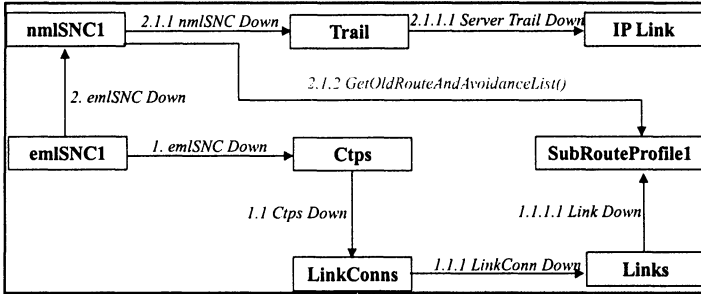 2.1.1 nmlSNC Down
2.1.1.1 Server Trail Down
nmlSNC1
Trail
IP Link
2.1.2 GetOldRouteAndAvoidanceList()
2. emlSNC Down
emlSNC1
1. emlSNC Down
Ctps
SubRouteProfile1
1.1 Ctps Down
1.1.1.1 Link Down
LinkConns
1.1.1 LinkConn Down
Links